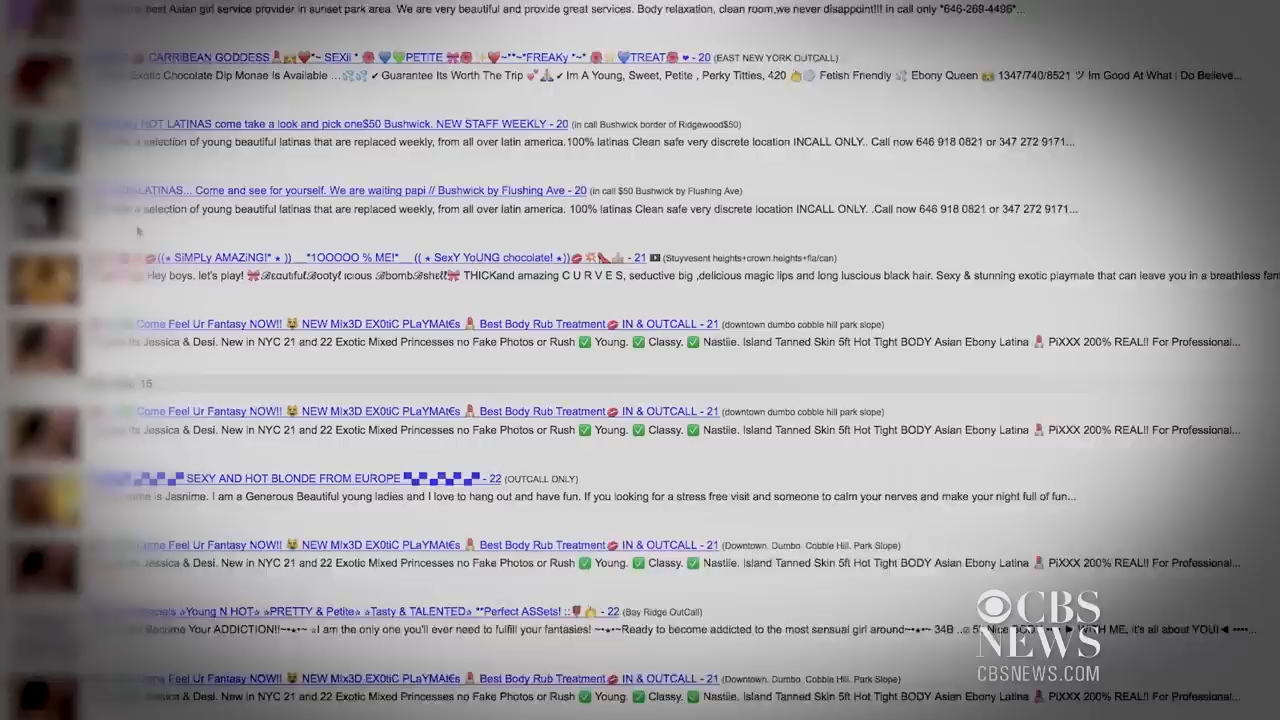 best Asian girl service provider in sunset park area. We are very beautiful and provide great services. Body relaxation, clean room,we never disappoint!!! in call only *646-269-4496*...
CARRIBEAN GODDESS💄👯❤️*~ SEXii * 🌺 💙💚PETITE 🎀🌺✨❤️~**~*FREAKy *~* 🌺 💛💙TREAT🌺 ❤ - 20 (EAST NEW YORK OUTCALL)
Exotic Chocolate Dip Monae Is Available ...💦💦 ✔ Guarantee Its Worth The Trip 💕 ✔ Im A Young, Sweet, Petite , Perky Titties, 420 👌💨 Fetish Friendly 💦 Ebony Queen 1347/740/8521 ツ Im Good At What I Do Believe...
HOT LATINAS come take a look and pick one$50 Bushwick. NEW STAFF WEEKLY - 20 (in call Bushwick border of Ridgewood$50)
a selection of young beautiful latinas that are replaced weekly, from all over latin america.100% latinas Clean safe very discrete location INCALL ONLY.. Call now 646 918 0821 or 347 272 9171...
LATINAS... Come and see for yourself. We are waiting papi // Bushwick by Flushing Ave - 20 (in call $50 Bushwick by Flushing Ave)
a selection of young beautiful latinas that are replaced weekly, from all over latin america. 100% latinas Clean safe very discrete location INCALL ONLY. .Call now 646 918 0821 or 347 272 9171...
💋((★ SiMPLy AMAZiNG!* ★ )) __*1OOOOO % ME!*__ ((★ SexY YoUNG chocolate! ★))💋 💥👠 - 21 (Stuyvesent heights+crown.heights+fla/can)
Hey boys. let's play! 🎀ℬeautifulℬootyl icious ℬombℬshell🎀 THICKand amazing C U R V E S, seductive big ,delicious magic lips and long luscious black hair. Sexy & stunning exotic playmate that can leave you in a breathless
Come Feel Ur Fantasy NOW!! 😸 NEW Mix3D EX0tiC PLaYMAt€s 💄 Best Body Rub Treatment💋 IN & OUTCALL - 21 (downtown dumbo cobble hill park slope)
Its Jessica & Desi. New in NYC 21 and 22 Exotic Mixed Princesses no Fake Photos or Rush ✅ Young. ✅ Classy. ✅ Nastiie. Island Tanned Skin 5ft Hot Tight BODY Asian Ebony Latina 💄 PiXXX 200% REAL!! For Professional...
15
Come Feel Ur Fantasy NOW!! 😸 NEW Mix3D EX0tiC PLaYMAt€s 💄 Best Body Rub Treatment💋 IN & OUTCALL - 21 (downtown dumbo cobble hill park slope)
Its Jessica & Desi. New in NYC 21 and 22 Exotic Mixed Princesses no Fake Photos or Rush ✅ Young. ✅ Classy. ✅ Nastiie. Island Tanned Skin 5ft Hot Tight BODY Asian Ebony Latina 💄 PiXXX 200% REAL!! For Professional...
SEXY AND HOT BLONDE FROM EUROPE - 22 (OUTCALL ONLY)
is Jasnime. I am a Generous Beautiful young ladies and I love to hang out and have fun. If you looking for a stress free visit and someone to calm your nerves and make your night full of fun...
Come Feel Ur Fantasy NOW!! 😸 NEW Mix3D EX0tiC PLaYMAt€s 💄 Best Body Rub Treatment💋 IN & OUTCALL - 21 (Downtown. Dumbo. Cobble Hill. Park Slope)
Its Jessica & Desi. New in NYC 21 and 22 Exotic Mixed Princesses no Fake Photos or Rush ✅ Young. ✅ Classy. ✅ Nastiie. Island Tanned Skin 5ft Hot Tight BODY Asian Ebony Latina 💄 PiXXX 200% REAL!! For Professional...
☆Young N HOT☆ ☆PRETTY & Petite☆ ☆Tasty & TALENTED☆ **Perfect ASSets! ::🌹👌 - 22 (Bay Ridge OutCall)
Become Your ADDICTION!!~•★•~ ☆I am the only one you'll ever need to fulfill your fantasies! ~•★•~Ready to become addicted to the most sensual girl around~•★•~ 34B WITH ME, it's all about YOU!◄ ••••...
Come Feel Ur Fantasy NOW!! 😸 NEW Mix3D EX0tiC PLaYMAt€s 💄 Best Body Rub Treatment💋 IN & OUTCALL - 21 (Downtown. Dumbo. Cobble Hill. Park Slope)
Its Jessica & Desi. New in NYC 21 and 22 Exotic Mixed Princesses no Fake Photos or Rush ✅ Young. ✅ Classy. ✅ Nastiie. Island Tanned Skin 5ft Hot Tight BODY Asian Ebony Latina 💄 PiXXX 200% REAL!! For Professional...
CBS
NEWS
CBSNEWS.COM